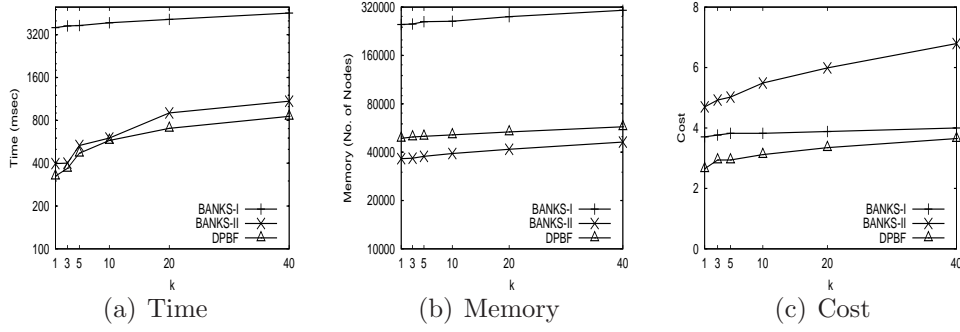 3200
1600
800
400
200
100
Time (msec)
BANKS-I
BANKS-II
DPBF
1 3 5 10 20 40
k
(a) Time
320000
160000
80000
40000
10000
Memory (No. of Nodes)
BANKS-I
BANKS-II
DPBF
1 3 5 10 20 40
k
(b) Memory
8
6
4
2
0
Cost
BANKS-I
BANKS-II
DPBF
1 3 5 10 20 40
k
(c) Cost